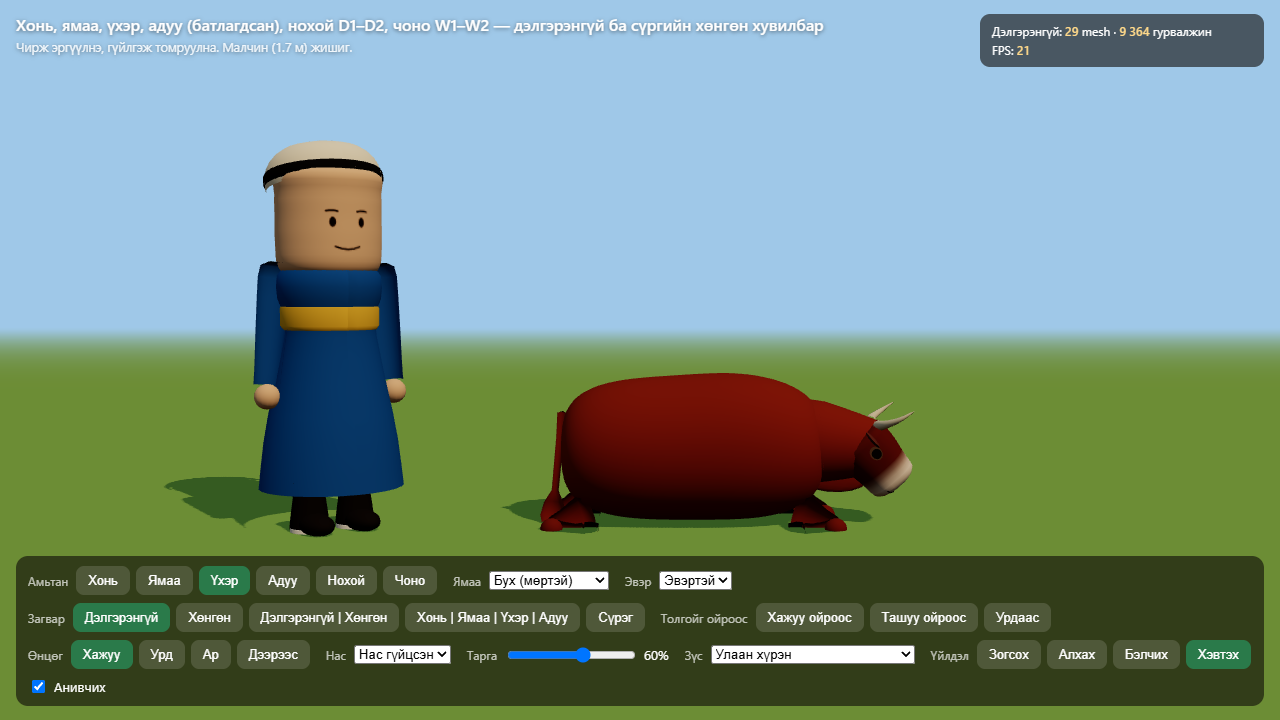 Хонь, ямаа, үхэр, адуу (батлагдсан), нохой D1–D2, чоно W1–W2 — дэлгэрэнгүй ба сүргийн хөнгөн хувилбар
Чирж эргүүлнэ, гүйлгэж томруулна. Малчин (1.7 м) жишиг.
Дэлгэрэнгүй: 29 mesh · 9 364 гурвалжин
FPS: 21
Амьтан Хонь Ямаа Үхэр Адуу Нохой Чоно Ямаа Бух (мөртэй) Эвэр Эвэртэй
Загвар Дэлгэрэнгүй Хөнгөн Дэлгэрэнгүй | Хөнгөн Хонь | Ямаа | Үхэр | Адуу Сүрэг Толгойг ойроос Хажуу ойроос Ташуу ойроос Урдаас
Өнцөг Хажуу Урд Ар Дээрээс Нас Нас гүйцсэн Тарга 60% Зүс Улаан хүрэн Үйлдэл Зогсох Алхах Бэлчих Хэвтэх
Анивчих